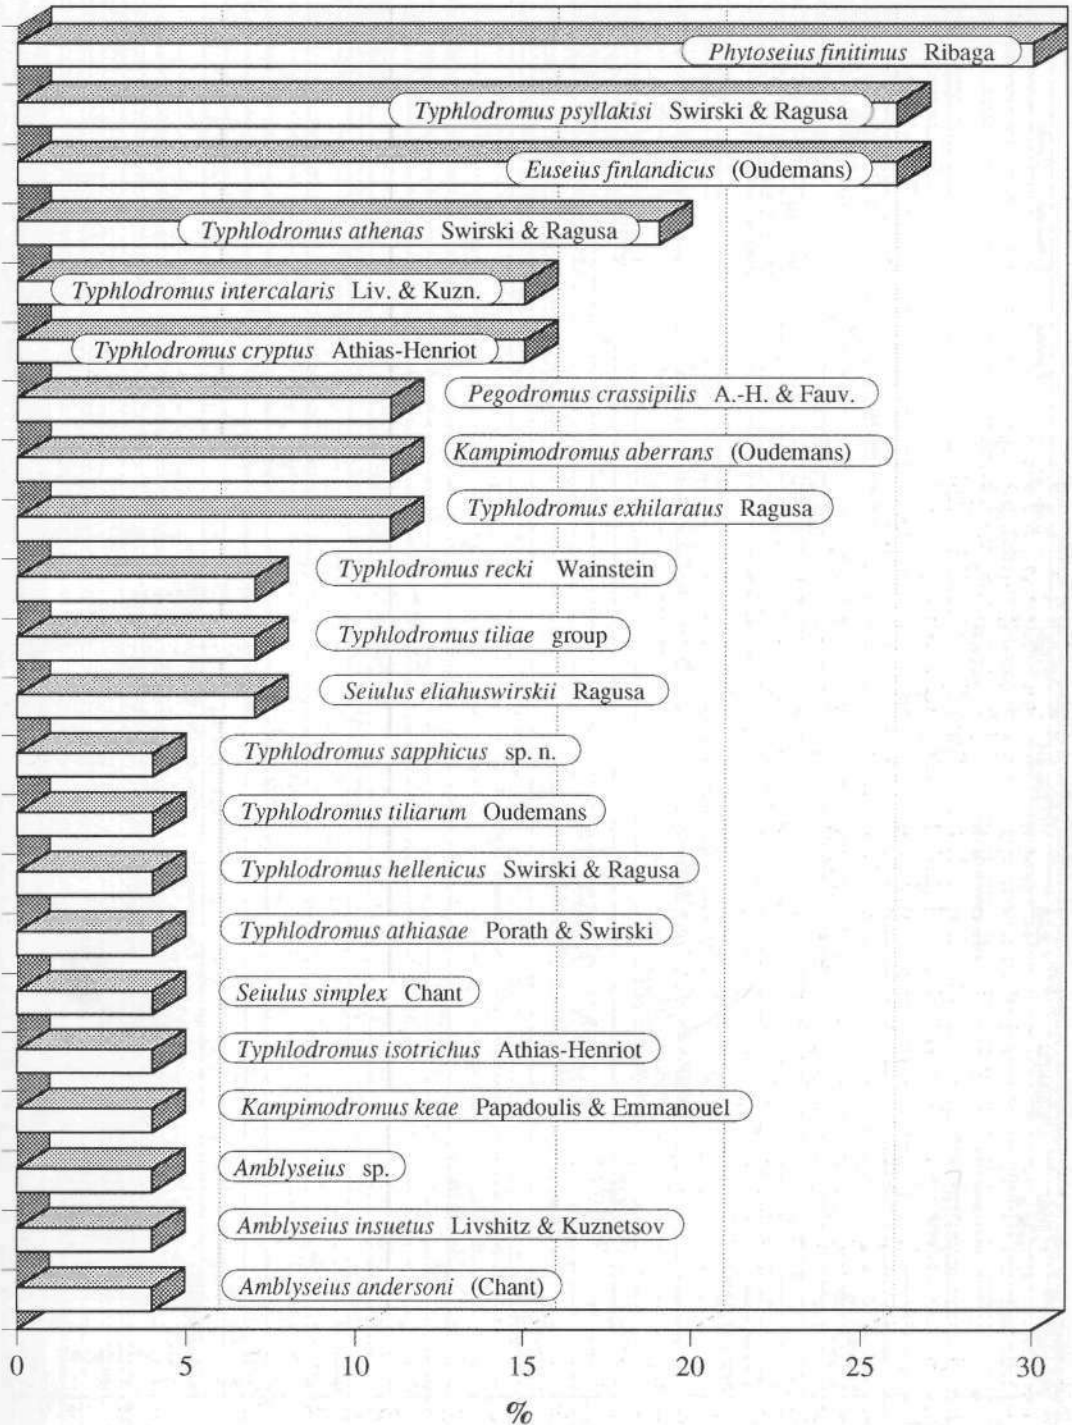 Phytoseius finitimus Ribaga
Typhlodromus psyllakisi Swirski & Ragusa
Euseius finlandicus (Oudemans)
Typhlodromus athenas Swirski & Ragusa
Typhlodromus intercalaris Liv. & Kuzn.
Typhlodromus cryptus Athias-Henriot
Pegodromus crassipilis A.-H. & Fauv.
Kampimodromus aberrans (Oudemans)
Typhlodromus exhilaratus Ragusa
Typhlodromus recki Wainstein
Typhlodromus tiliae group
Seiulus eliahuswirskii Ragusa
Typhlodromus sapphicus sp. n.
Typhlodromus tiliarum Oudemans
Typhlodromus hellenicus Swirski & Ragusa
Typhlodromus athiasae Porath & Swirski
Seiulus simplex Chant
Typhlodromus isotrichus Athias-Henriot
Kampimodromus keae Papadoulis & Emmanouel
Amblyseius sp.
Amblyseius insuetus Livshitz & Kuznetsov
Amblyseius andersoni (Chant)
0 5 10 15 20 25 30
%